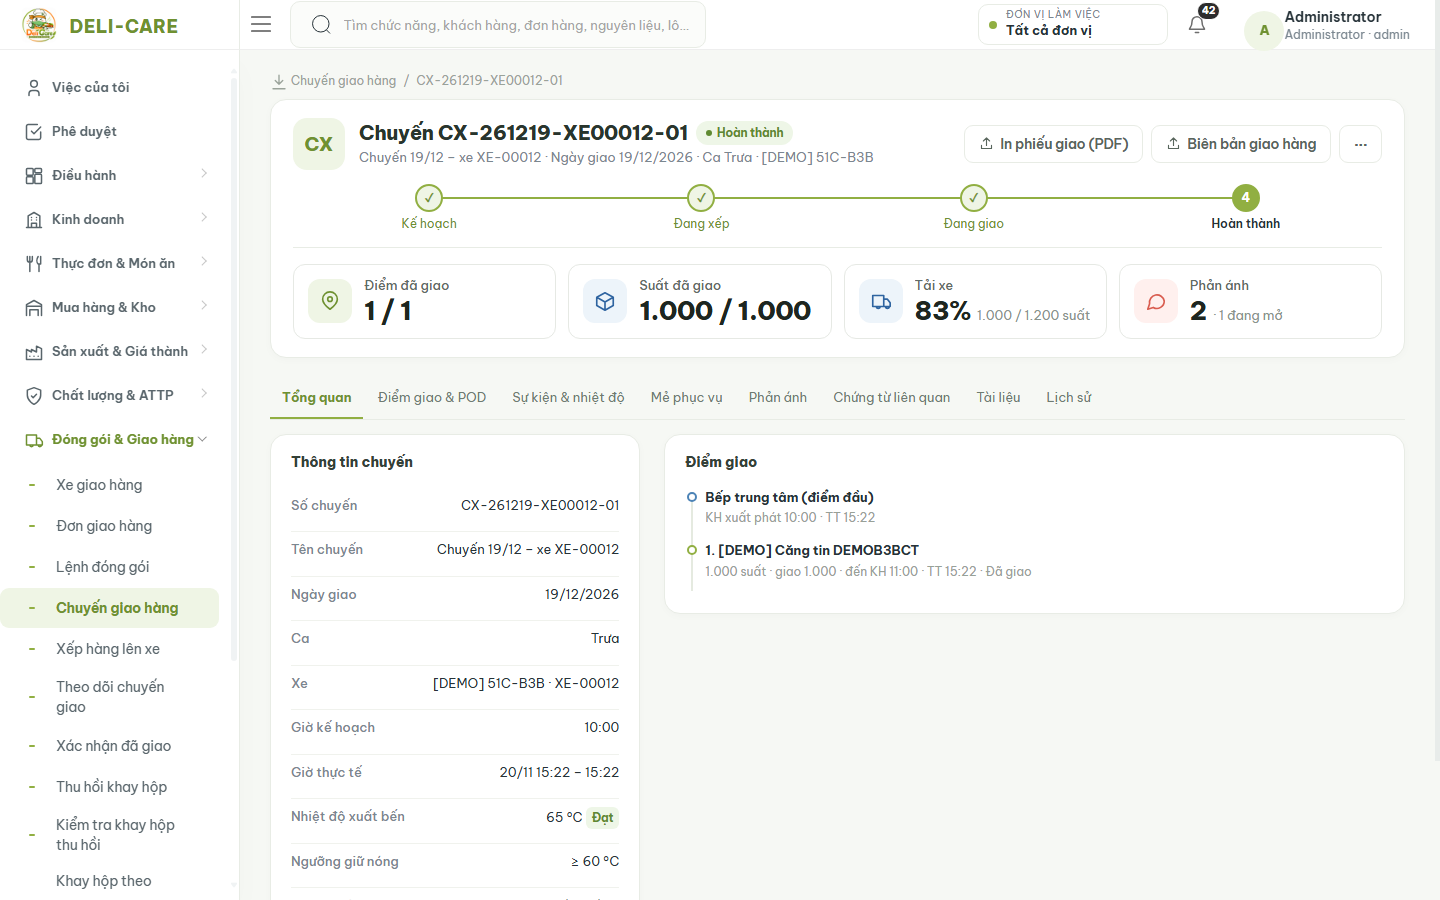 DELI-CARE
Tìm chức năng, khách hàng, đơn hàng, nguyên liệu, lô...
ĐƠN VỊ LÀM VIỆC
Tất cả đơn vị
42
A
Administrator
Administrator · admin
Việc của tôi
Phê duyệt
Điều hành
Kinh doanh
Thực đơn & Món ăn
Mua hàng & Kho
Sản xuất & Giá thành
Chất lượng & ATTP
Đóng gói & Giao hàng
Xe giao hàng
Đơn giao hàng
Lệnh đóng gói
Chuyến giao hàng
Xếp hàng lên xe
Theo dõi chuyến
giao
Xác nhận đã giao
Thu hồi khay hộp
Kiểm tra khay hộp
thu hồi
Khay hộp theo
Chuyến giao hàng / CX-261219-XE00012-01
CX
Chuyến CX-261219-XE00012-01
Hoàn thành
Chuyến 19/12 – xe XE-00012 · Ngày giao 19/12/2026 · Ca Trưa · [DEMO] 51C-B3B
In phiếu giao (PDF)
Biên bản giao hàng
...
Kế hoạch
Đang xếp
Đang giao
4
Hoàn thành
Điểm đã giao
1 / 1
Suất đã giao
1.000 / 1.000
Tải xe
83% 1.000 / 1.200 suất
Phản ánh
2 · 1 đang mở
Tổng quan
Điểm giao & POD
Sự kiện & nhiệt độ
Mẻ phục vụ
Phản ánh
Chứng từ liên quan
Tài liệu
Lịch sử
Thông tin chuyến
Số chuyến CX-261219-XE00012-01
Tên chuyến Chuyến 19/12 – xe XE-00012
Ngày giao 19/12/2026
Ca Trưa
Xe [DEMO] 51C-B3B · XE-00012
Giờ kế hoạch 10:00
Giờ thực tế 20/11 15:22 – 15:22
Nhiệt độ xuất bến 65 °C Đạt
Ngưỡng giữ nóng ≥ 60 °C
Điểm giao
Bếp trung tâm (điểm đầu)
KH xuất phát 10:00 · TT 15:22
1. [DEMO] Căng tin DEMOB3BCT
1.000 suất · giao 1.000 · đến KH 11:00 · TT 15:22 · Đã giao